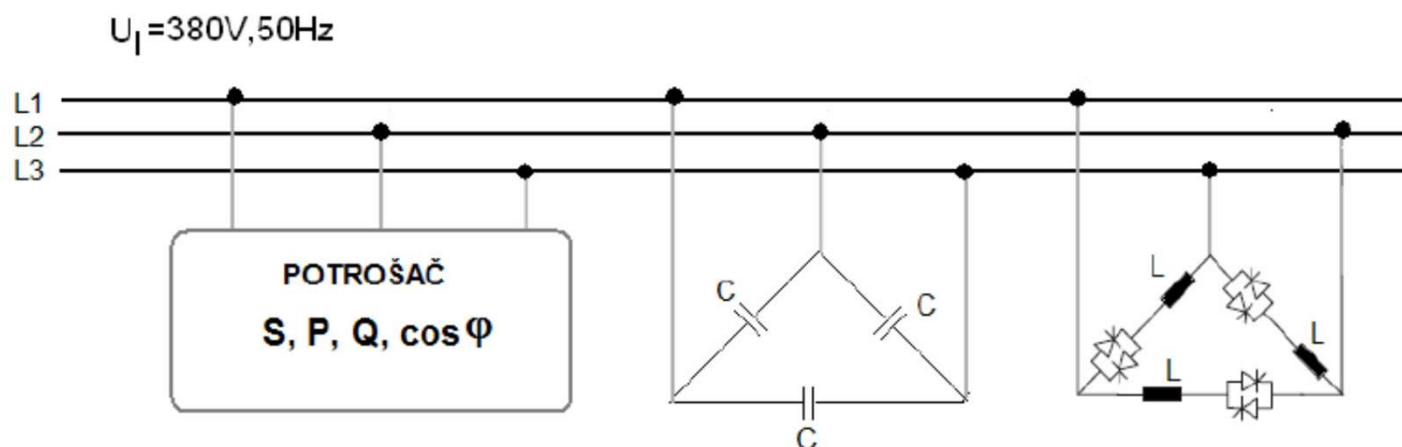 U_l=380V,50Hz
L1
L2
L3
POTROŠAČ
S, P, Q, cosφ
C
C
C
L
L
L